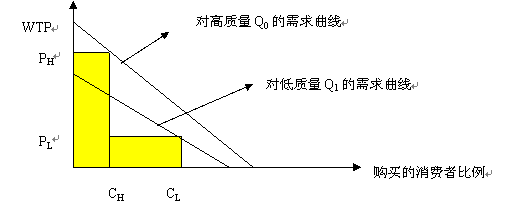 WTP
对高质量 Q0 的需求曲线
PH
对低质量 Q1 的需求曲线
PL
购买的消费者比例
CH
CL